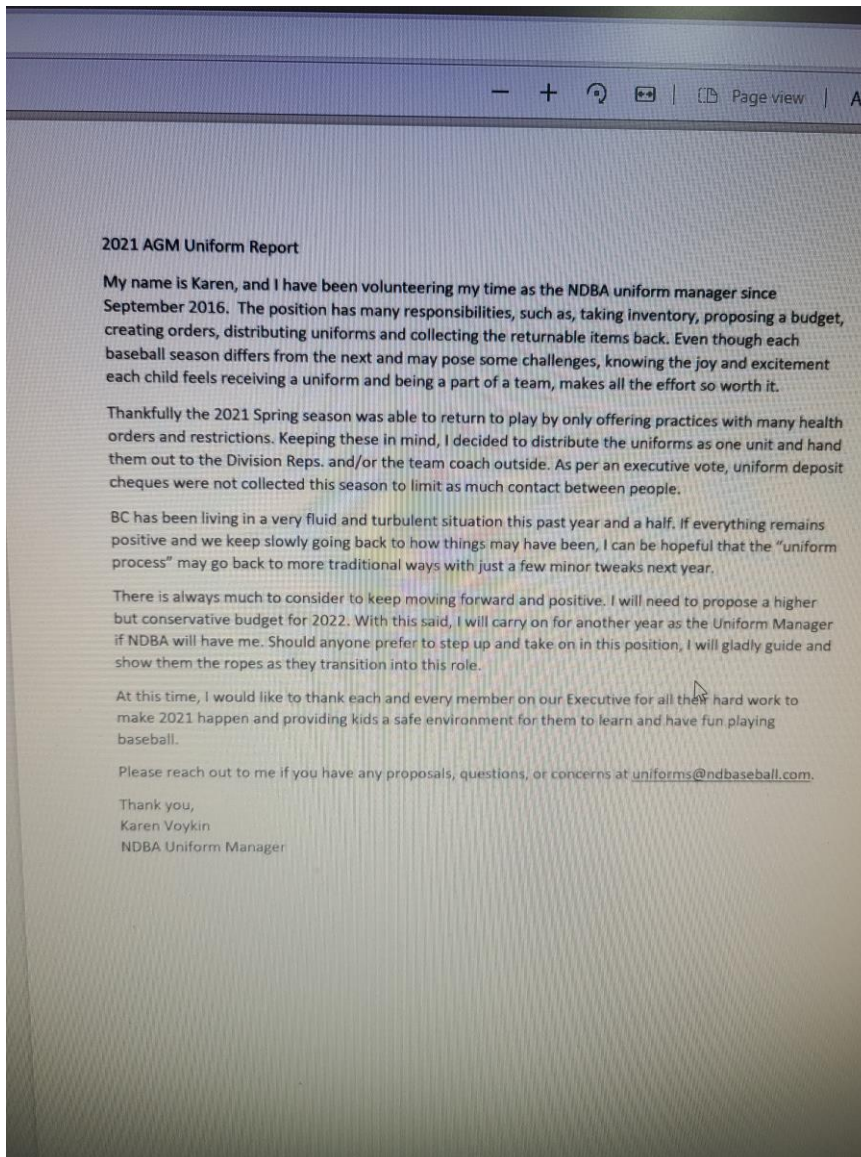 Page view
A
2021 AGM Uniform Report
My name is Karen, and I have been volunteering my time as the NDBA uniform manager since
September 2016. The position has many responsibilities, such as, taking inventory, proposing a budget,
creating orders, distributing uniforms and collecting the returnable items back. Even though each
baseball season differs from the next and may pose some challenges, knowing the joy and excitement
each child feels receiving a uniform and being a part of a team, makes all the effort so worth it.
Thankfully the 2021 Spring season was able to return to play by only offering practices with many health
orders and restrictions. Keeping these in mind, I decided to distribute the uniforms as one unit and hand
them out to the Division Reps. and/or the team coach outside. As per an executive vote, uniform deposit
cheques were not collected this season to limit as much contact between people.
BC has been living in a very fluid and turbulent situation this past year and a half. If everything remains
positive and we keep slowly going back to how things may have been, I can be hopeful that the “uniform
process” may go back to more traditional ways with just a few minor tweaks next year.
There is always much to consider to keep moving forward and positive. I will need to propose a higher
but conservative budget for 2022. With this said, I will carry on for another year as the Uniform Manager
if NDBA will have me. Should anyone prefer to step up and take on in this position, I will gladly guide and
show them the ropes as they transition into this role.
At this time, I would like to thank each and every member on our Executive for all their hard work to
make 2021 happen and providing kids a safe environment for them to learn and have fun playing
baseball.
Please reach out to me if you have any proposals, questions, or concerns at uniforms@ndbaseball.com.
Thank you,
Karen Voykin
NDBA Uniform Manager